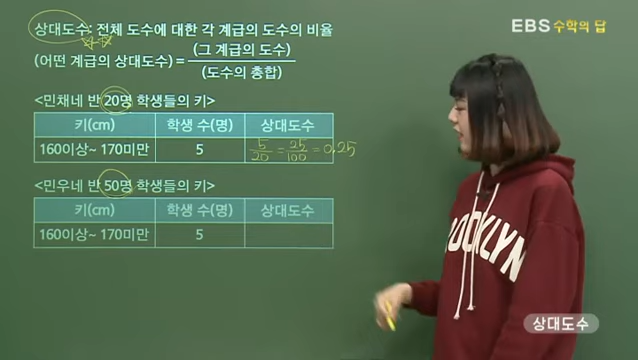 상대도수: 전체 도수에 대한 각 계급의 도수의 비율
EBS 수학의 답
(어떤 계급의 상대도수) = (그 계급의 도수) / (도수의 총합)
<민채네 반 20명 학생들의 키>
키(cm) 학생 수(명) 상대도수
160이상~ 170미만 5 5/20 = 25/100 = 0.25
<민우네 반 50명 학생들의 키>
키(cm) 학생 수(명) 상대도수
160이상~ 170미만 5
BROOKLYN
상대도수